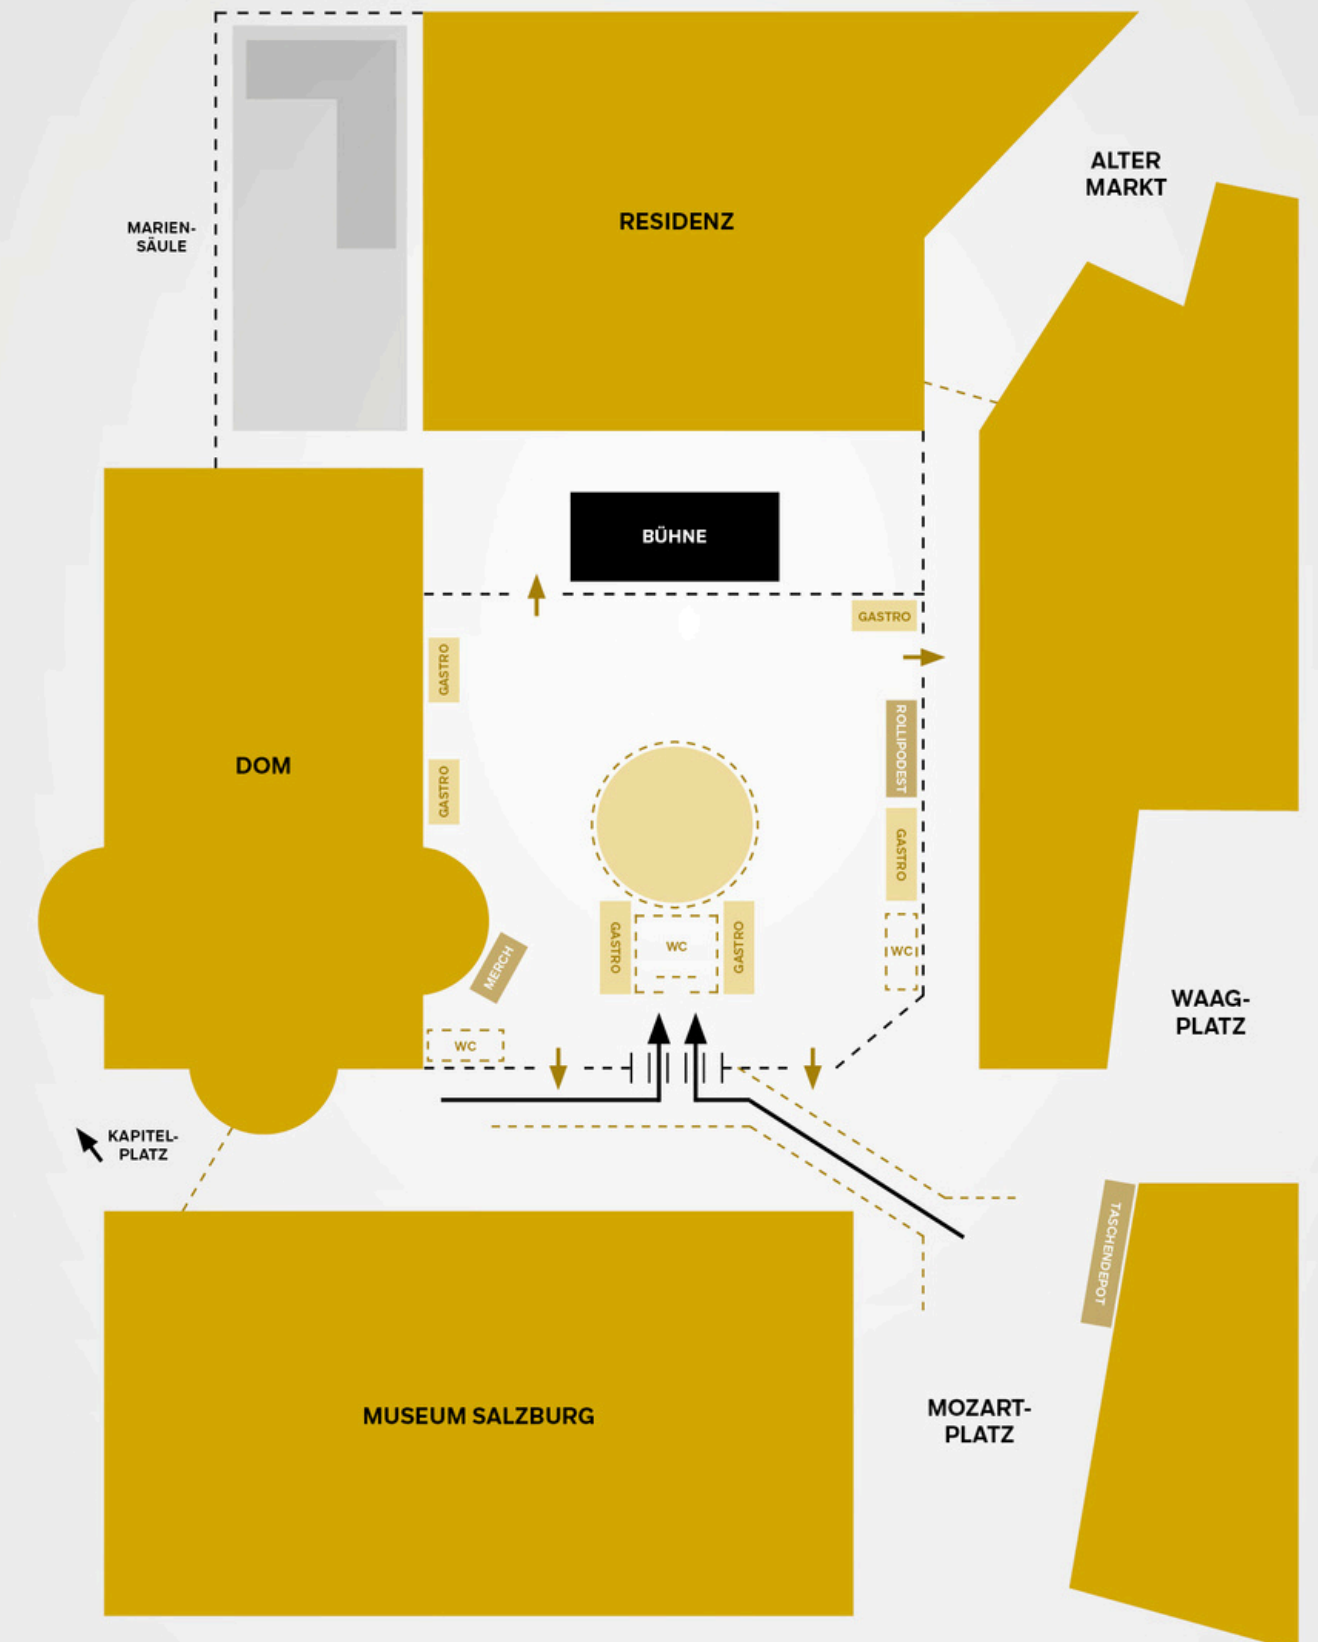 ALTER
MARKT
RESIDENZ
MARIEN-
SÄULE
BÜHNE
GASTRO
GASTRO
ROLLIPODEST
DOM
GASTRO
GASTRO
GASTRO
WC
GASTRO
WC
MERCH
WAAG-
PLATZ
WC
KAPITEL-
PLATZ
TASCHENDEPOT
MUSEUM SALZBURG
MOZART-
PLATZ